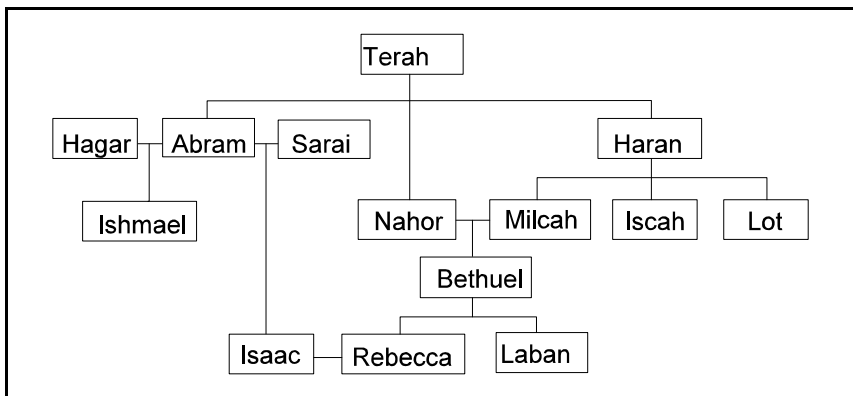 Terah
Hagar Abram Sarai Haran
Ishmael Nahor Milcah Iscah Lot
Bethuel
Isaac Rebecca Laban